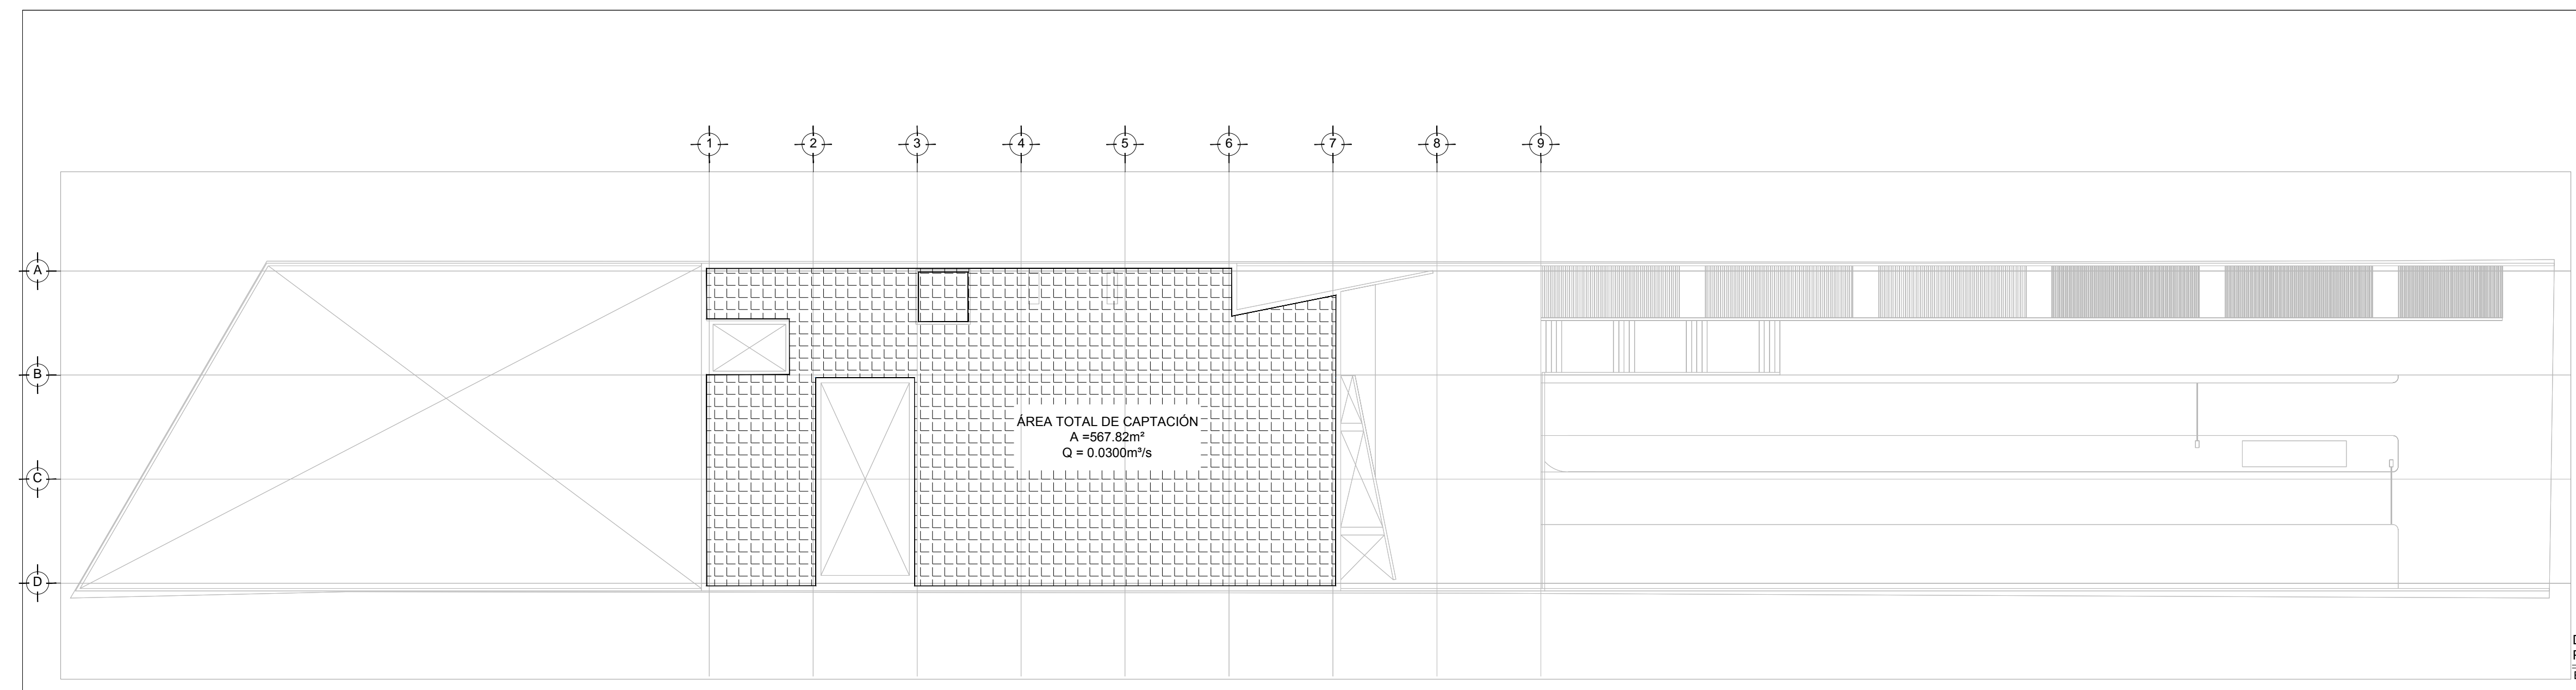 1 2 3 4 5 6 7 8 9
A
B
ÁREA TOTAL DE CAPTACIÓN
A =567.82m²
Q = 0.0300m³/s
C
D